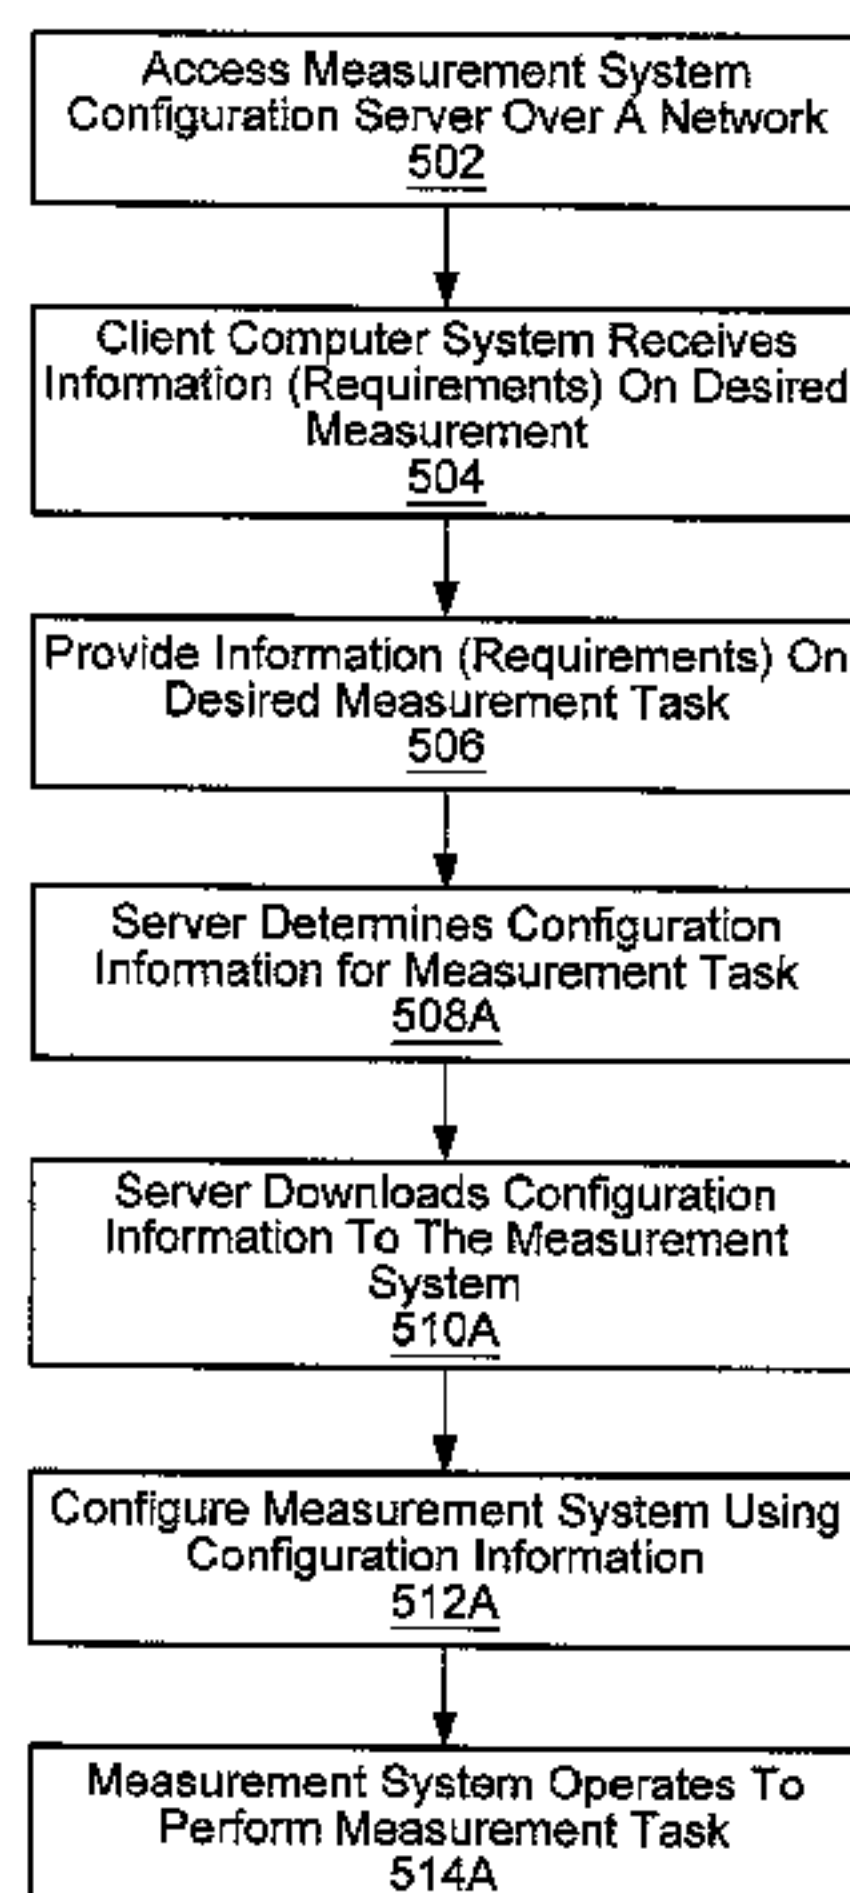 Access Measurement System
Configuration Server Over A Network
502
Client Computer System Receives
Information (Requirements) On Desired
Measurement
504
Provide Information (Requirements) On
Desired Measurement Task
506
Server Determines Configuration
Information for Measurement Task
508A
Server Downloads Configuration
Information To The Measurement
System
510A
Configure Measurement System Using
Configuration Information
512A
Measurement System Operates To
Perform Measurement Task
514A